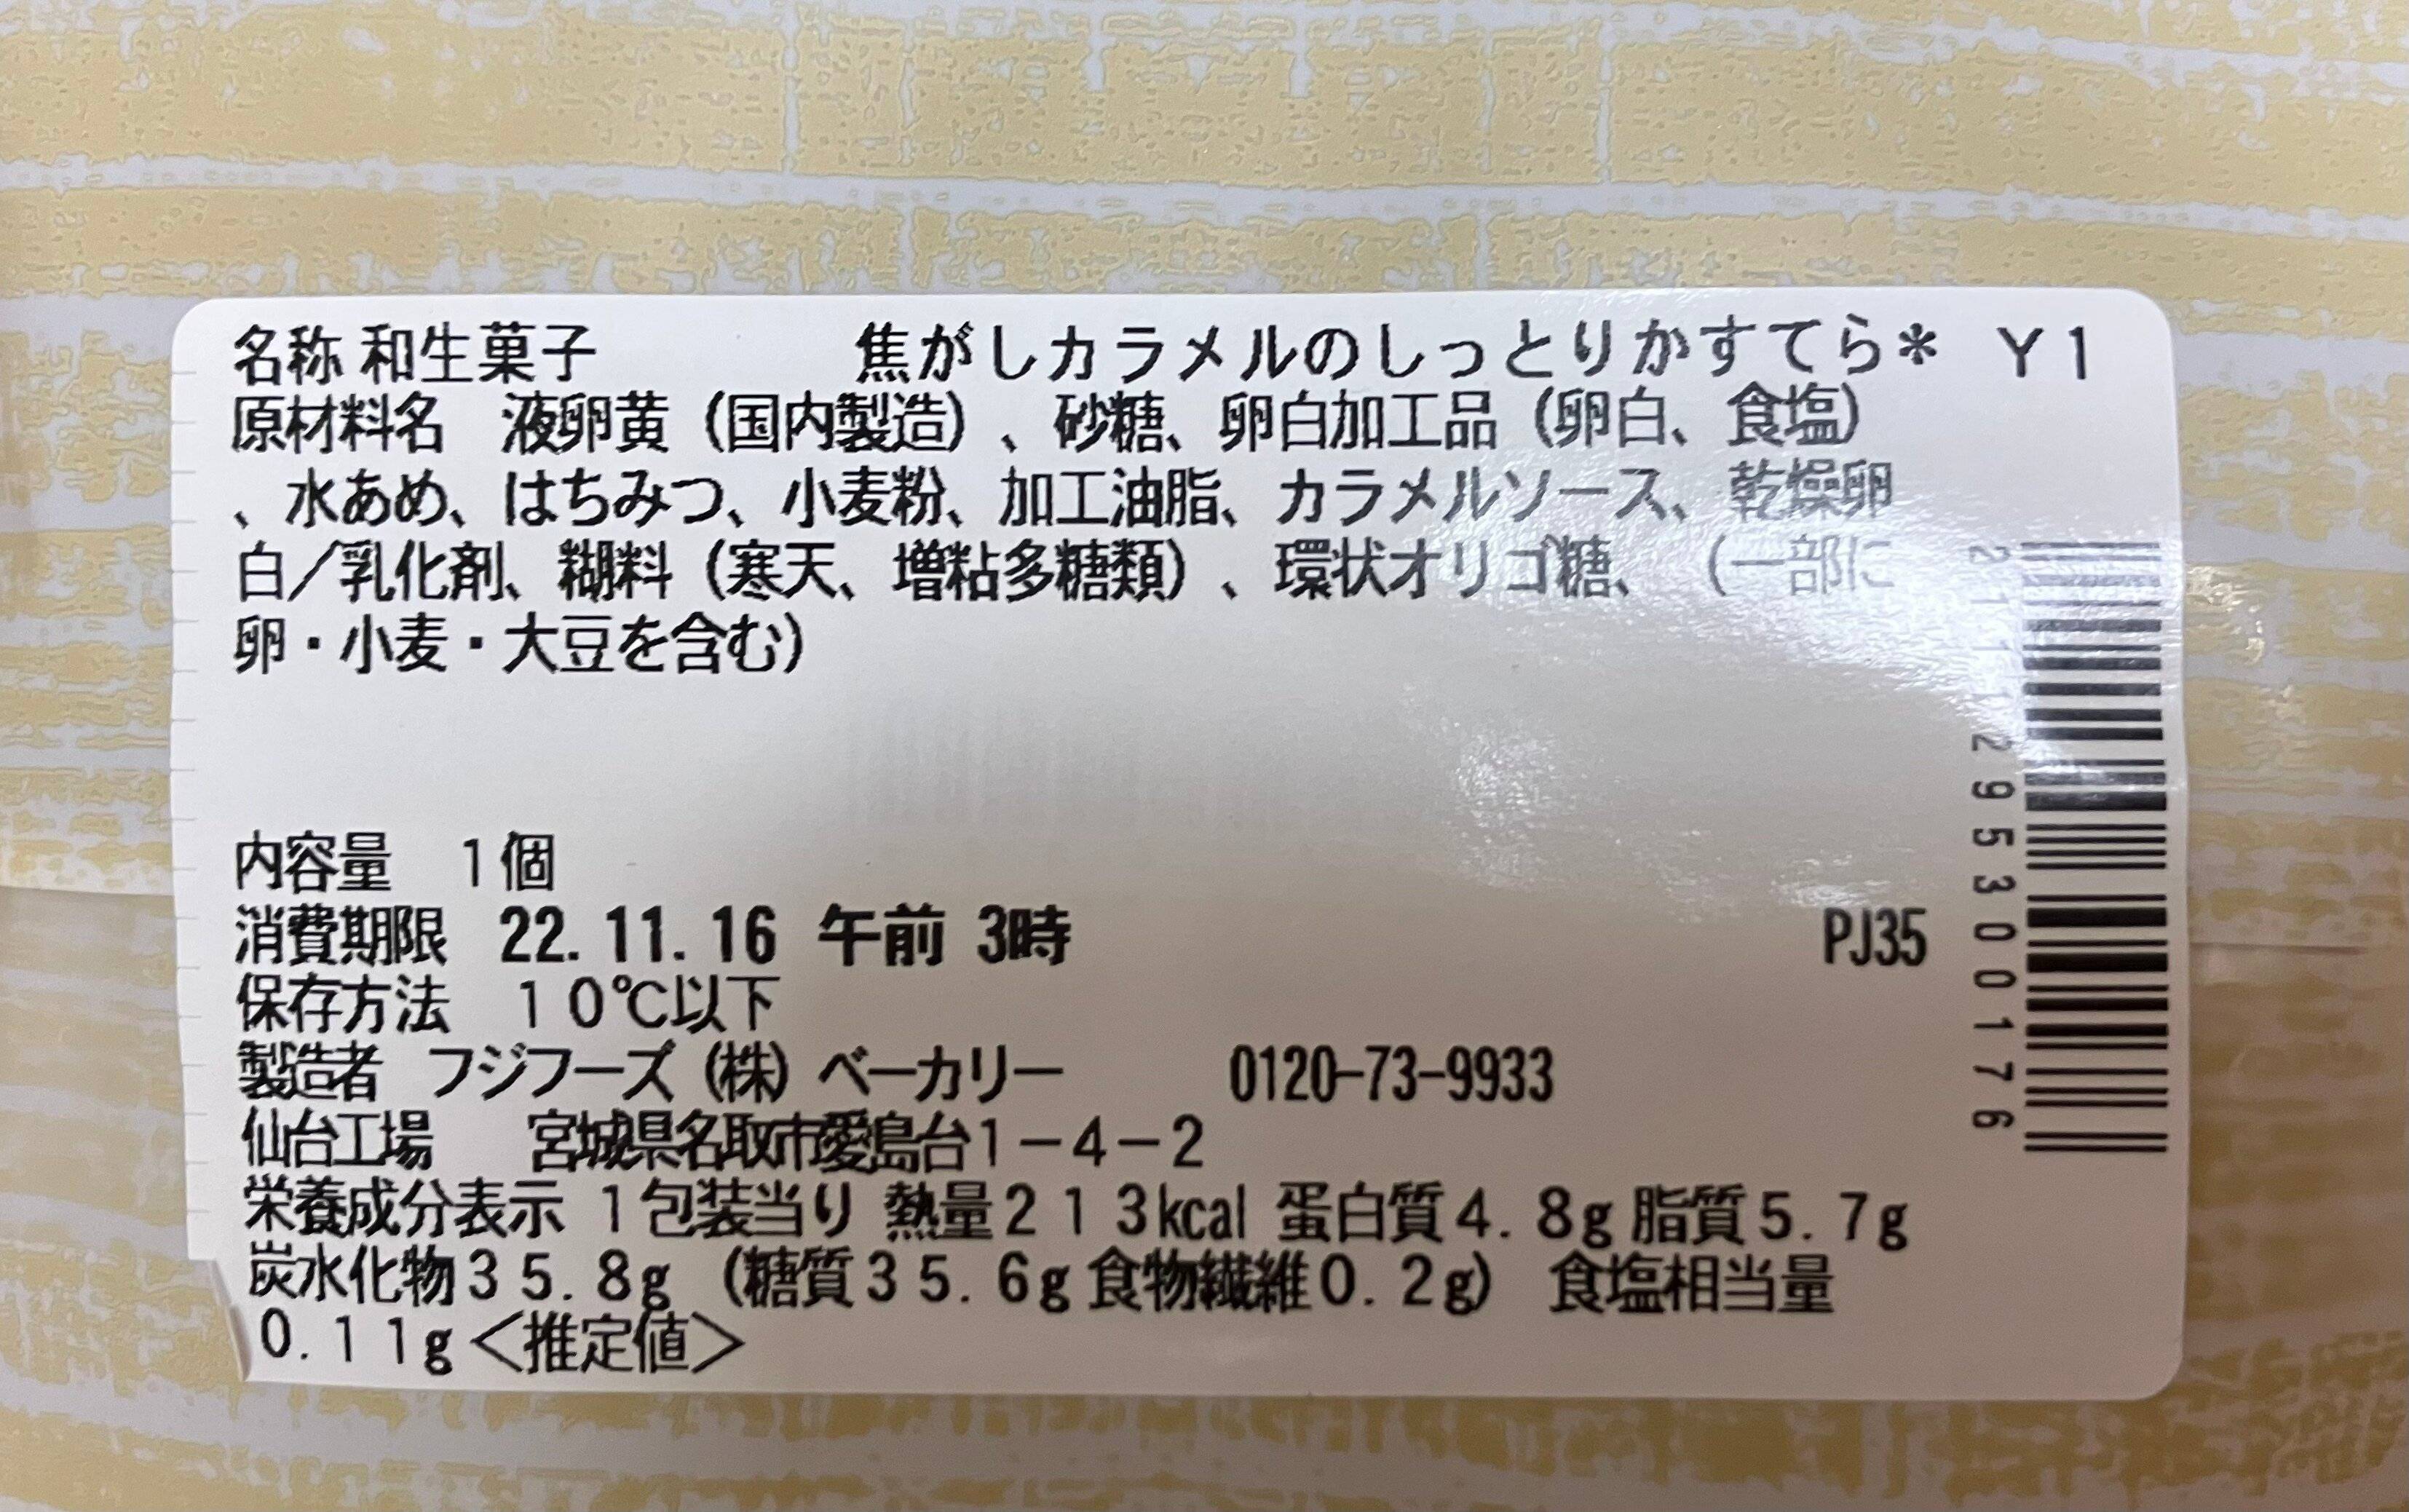 名称 和生菓子 焦がしカラメルのしっとりかすてら＊ Y1
原材料名 液卵黄（国内製造）、砂糖、卵白加工品（卵白、食塩）
、水あめ、はちみつ、小麦粉、加工油脂、カラメルソース、乾燥卵
白／乳化剤、糊料（寒天、増粘多糖類）、環状オリゴ糖、（一部に
卵・小麦・大豆を含む）
内容量 1個
消費期限 22.11.16 午前 3時 PJ35
保存方法 10℃以下
製造者 フジフーズ（株）ベーカリー 0120-73-9933
仙台工場 宮城県名取市愛島台1－4－2
栄養成分表示 1包装当り 熱量213kcal 蛋白質4.8g 脂質5.7g
炭水化物35.8g（糖質35.6g 食物繊維0.2g） 食塩相当量
0.11g＜推定値＞